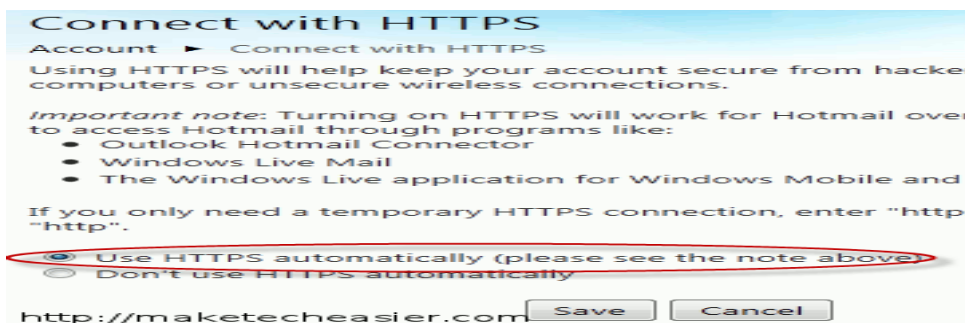 Connect with HTTPS
Account ► Connect with HTTPS
Using HTTPS will help keep your account secure from hacke
computers or unsecure wireless connections.
Important note: Turning on HTTPS will work for Hotmail over
to access Hotmail through programs like:
• Outlook Hotmail Connector
• Windows Live Mail
• The Windows Live application for Windows Mobile and
If you only need a temporary HTTPS connection, enter "http
"http".
Use HTTPS automatically (please see the note above)
Don't use HTTPS automatically
Save Cancel
http://maketecheasier.com